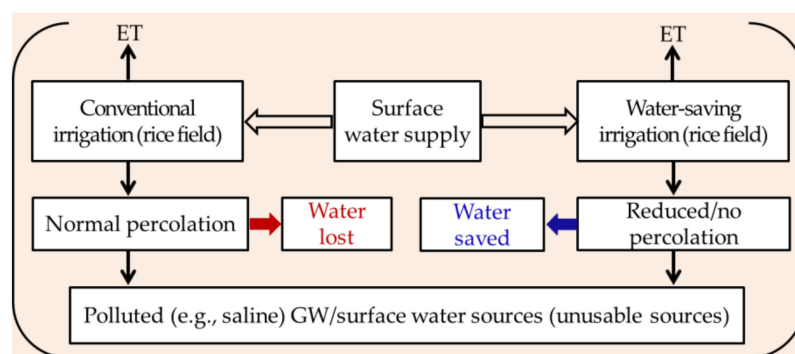 ET
ET
Conventional
irrigation (rice field)
Surface
water supply
Water-saving
irrigation (rice field)
Normal percolation
Water
lost
Water
saved
Reduced/no
percolation
Polluted (e.g., saline) GW/surface water sources (unusable sources)